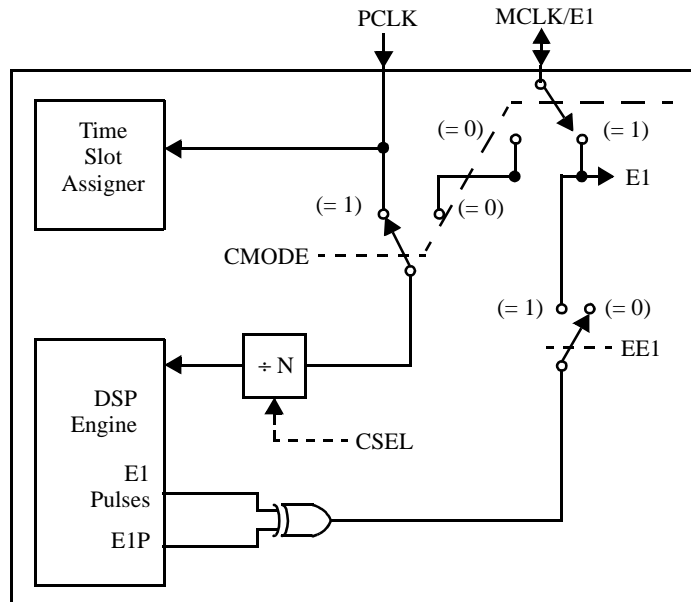 PCLK
MCLK/E1
Time
Slot
Assigner
(= 0)
(= 1)
E1
(= 1)
(= 0)
CMODE
(= 1)
(= 0)
EE1
÷ N
DSP
Engine
CSEL
E1
Pulses
E1P